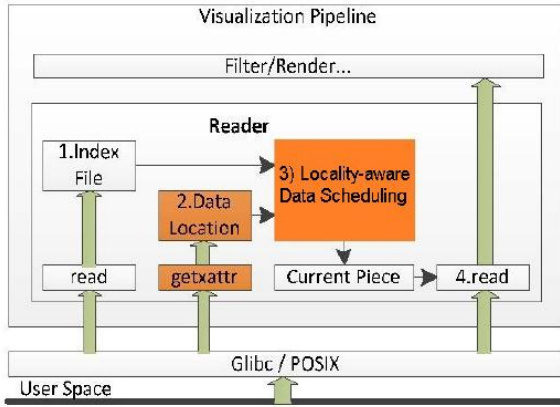 Visualization Pipeline
Filter/Render...
Reader
1.Index
File
3) Locality-aware
Data Scheduling
2.Data
Location
read
getxattr
Current Piece
4.read
Glibc / POSIX
User Space